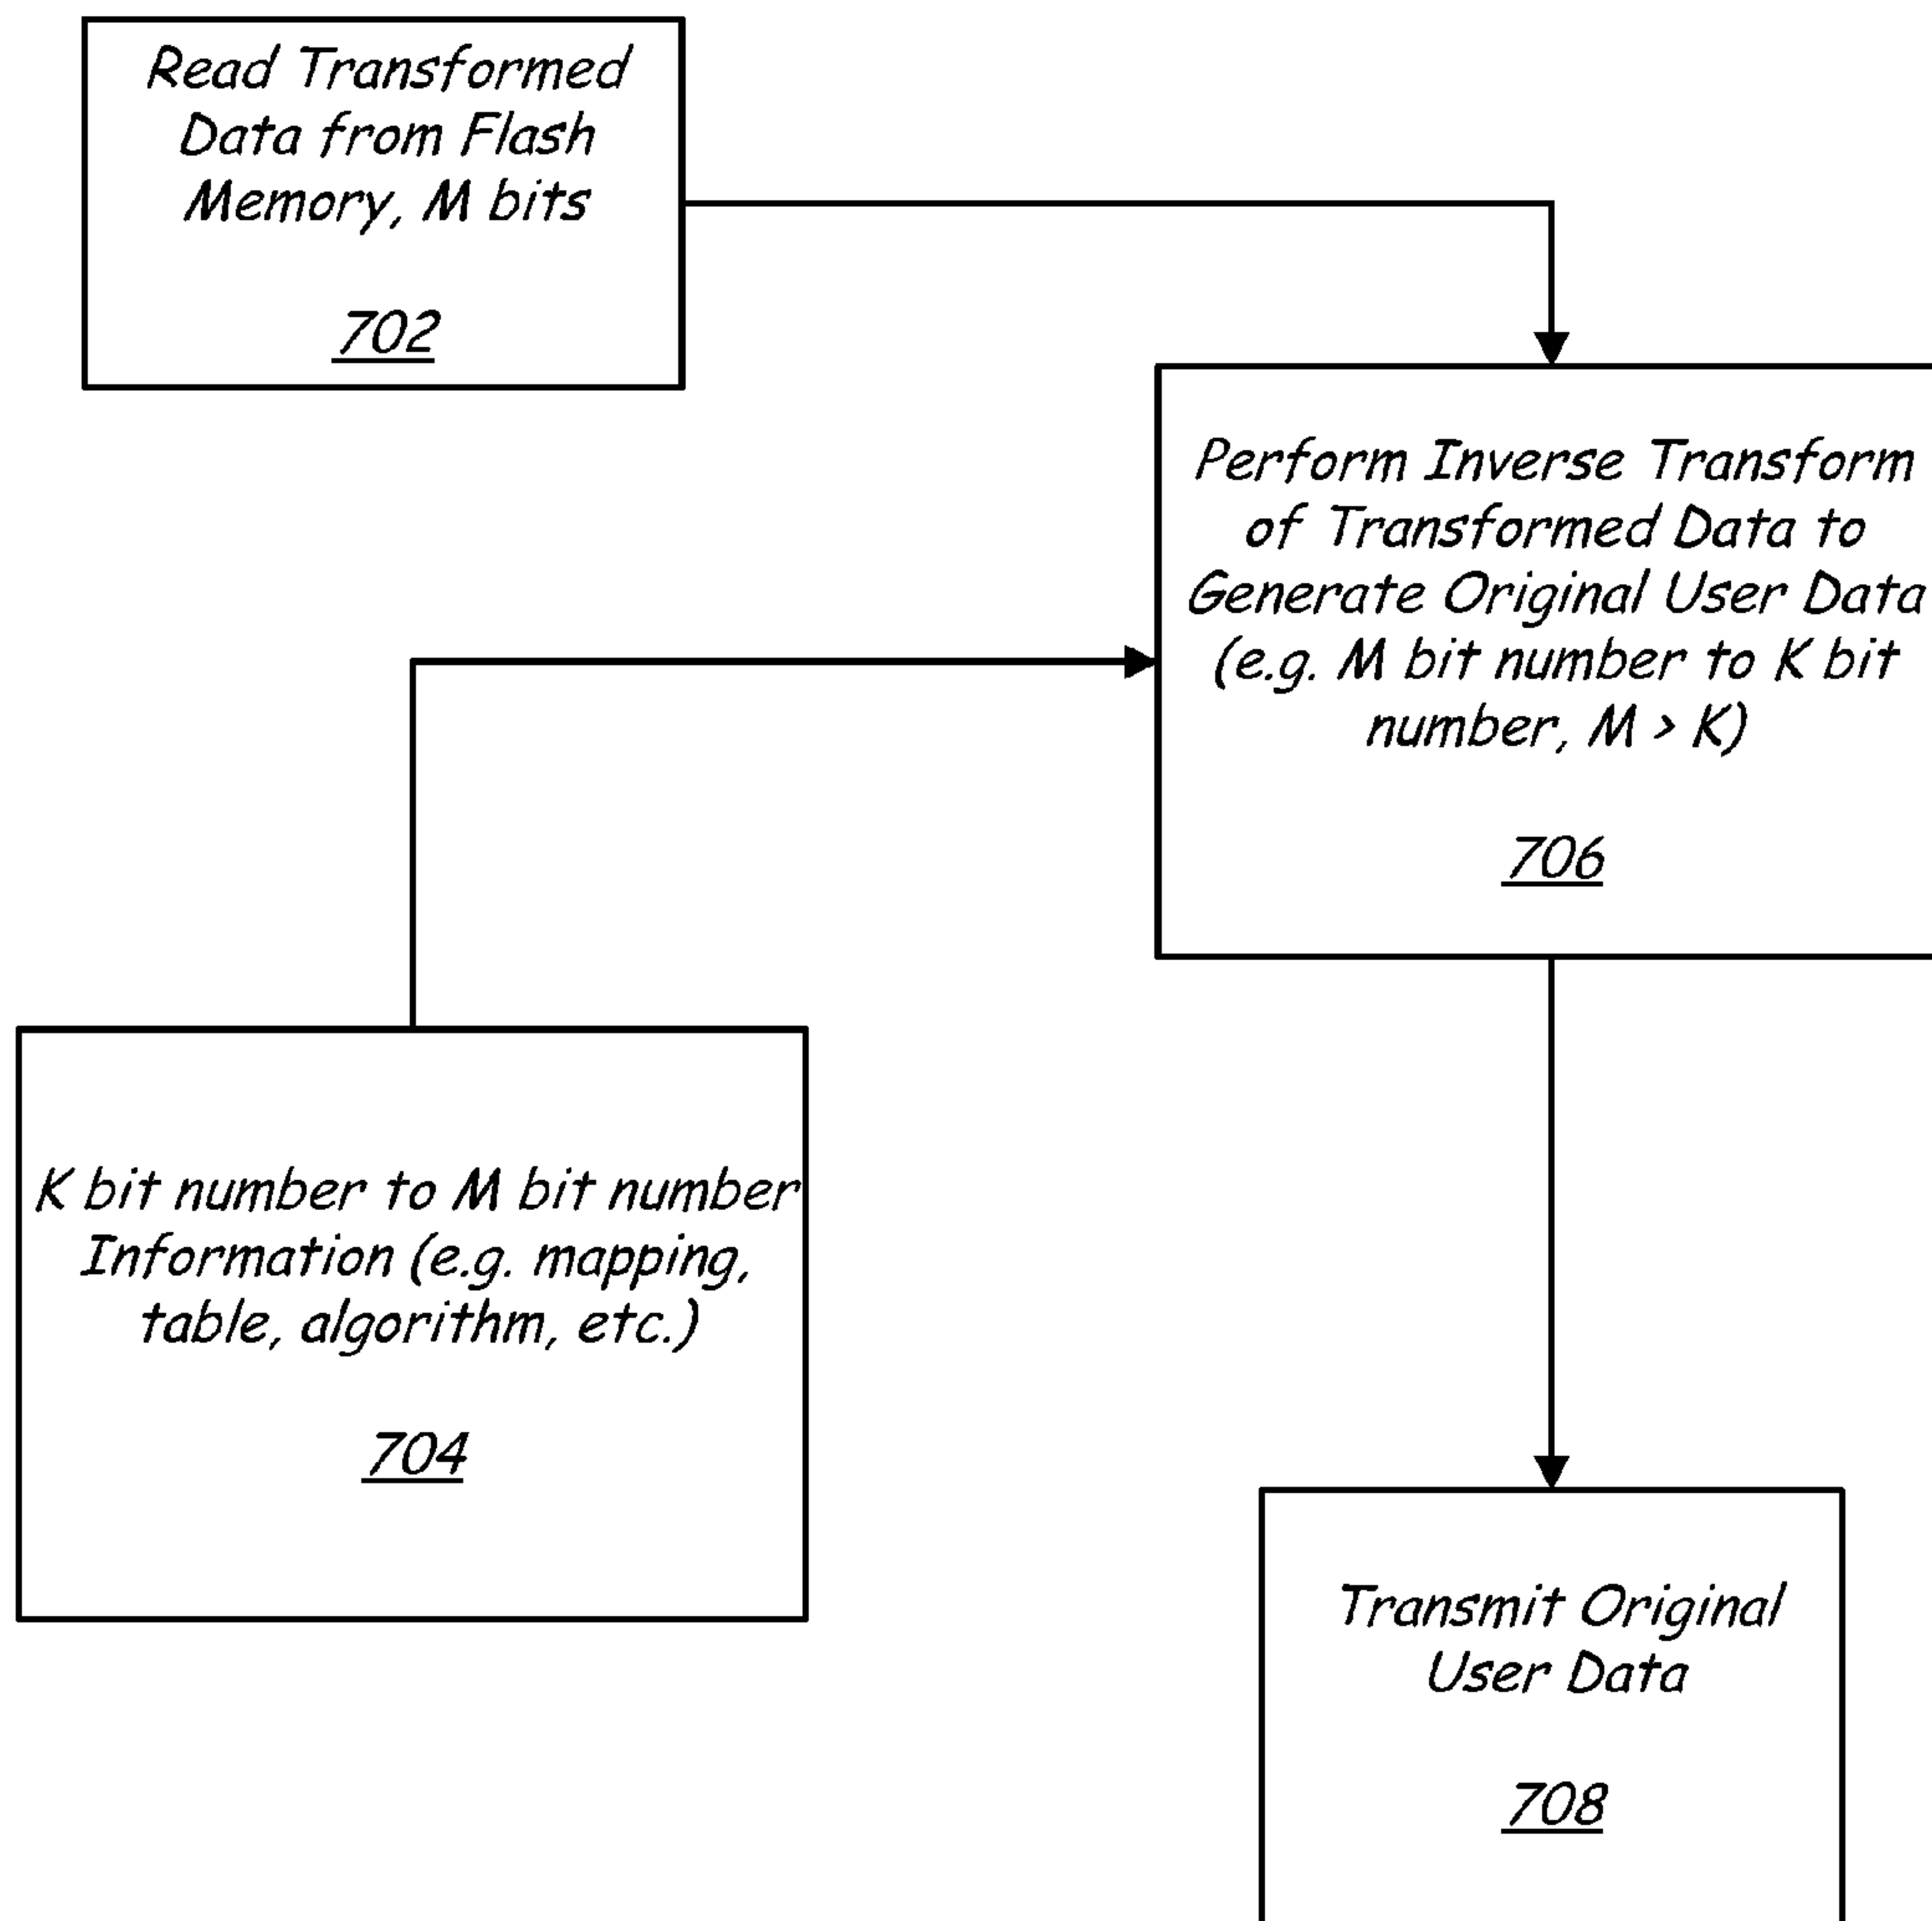 Read Transformed
Data from Flash
Memory, M bits
702
Perform Inverse Transform
of Transformed Data to
Generate Original User Data
(e.g. M bit number to K bit
number, M > K)
706
K bit number to M bit number
Information (e.g. mapping,
table, algorithm, etc.)
704
Transmit Original
User Data
708